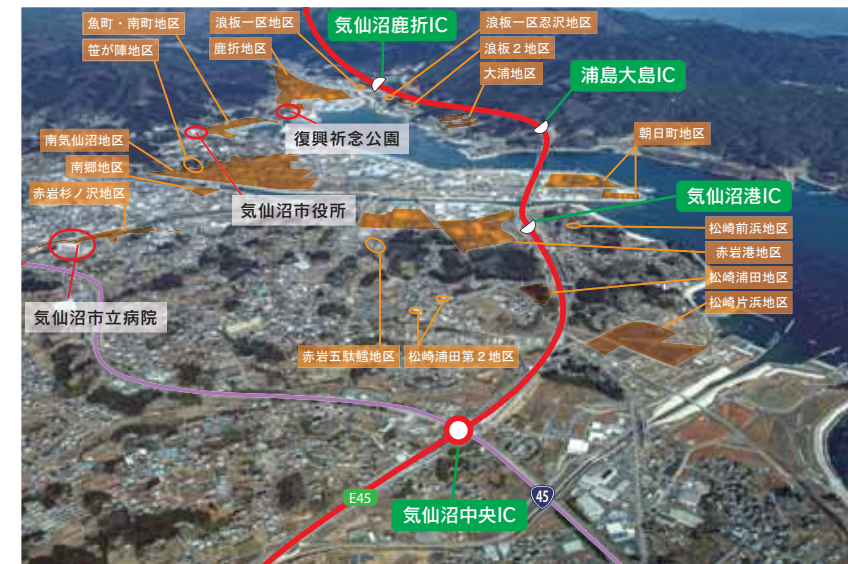 魚町・南町地区
浪板一区地区
気仙沼鹿折IC
浪板一区忍沢地区
笹が陣地区
鹿折地区
浪板2地区
大浦地区
浦島大島IC
南気仙沼地区
復興祈念公園
朝日町地区
南郷地区
赤岩杉ノ沢地区
気仙沼市役所
気仙沼港IC
松崎前浜地区
赤岩港地区
松崎浦田地区
松崎片浜地区
気仙沼市立病院
赤岩五駄鱈地区
松崎浦田第2地区
E45
45
気仙沼中央IC